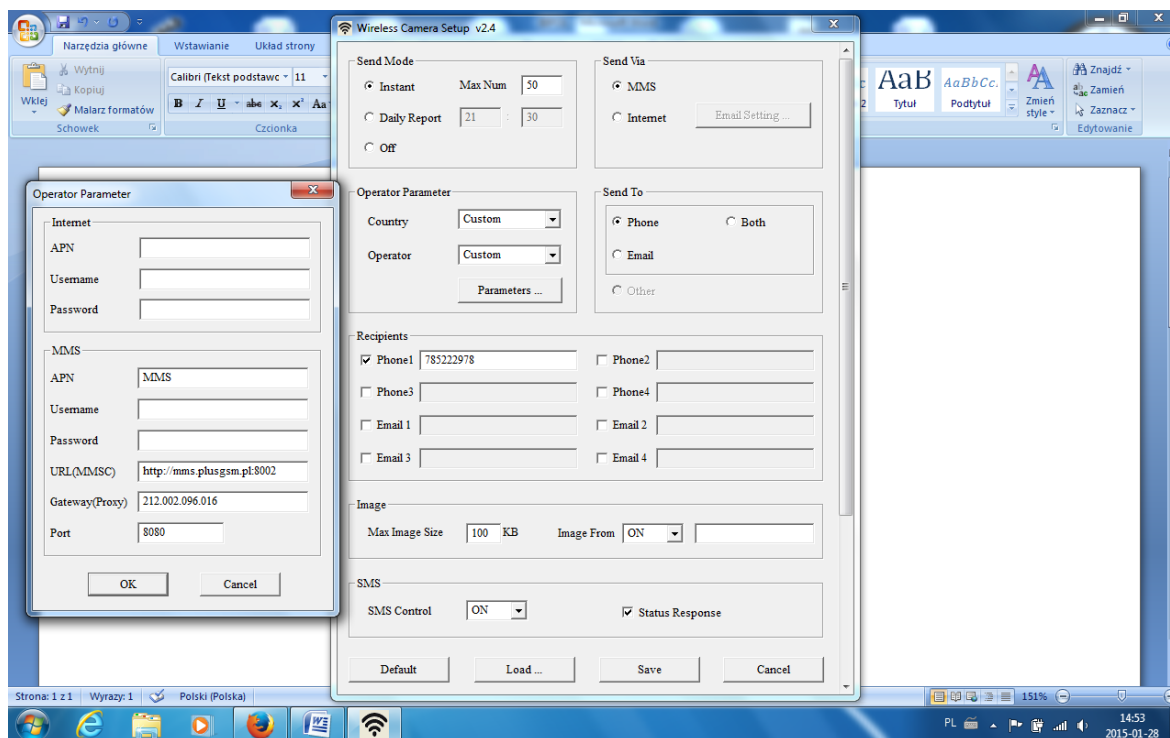 Wireless Camera Setup v2.4
Narzędzia główne
Wstawianie
Układ strony
Wklej
Wytnij
Kopiuj
Malarz formatów
Schowek
Calibri (Tekst podstawc
11
B I U abc x₂ x² Aa
Czcionka
AaB
AaBbCc.
Tytuł
Podtytuł
Zmień
style
Znajdź
Zamień
Zaznacz
Edytowanie
Send Mode
Instant
Max Num
50
Daily Report
21
:
30
Off
Send Via
MMS
Internet
Email Setting ...
Operator Parameter
Country
Custom
Operator
Custom
Parameters ...
Send To
Phone
Both
Email
Other
Recipients
Phone1
785222978
Phone2
Phone3
Phone4
Email 1
Email 2
Email 3
Email 4
Image
Max Image Size
100
KB
Image From
ON
SMS
SMS Control
ON
Status Response
Default
Load ...
Save
Cancel
Operator Parameter
Internet
APN
Username
Password
MMS
APN
MMS
Username
Password
URL(MMSC)
http://mms.plusgsm.pl:8002
Gateway(Proxy)
212.002.096.016
Port
8080
OK
Cancel
Strona: 1 z 1
Wyrazy: 1
Polski (Polska)
151%
PL
14:53
2015-01-28